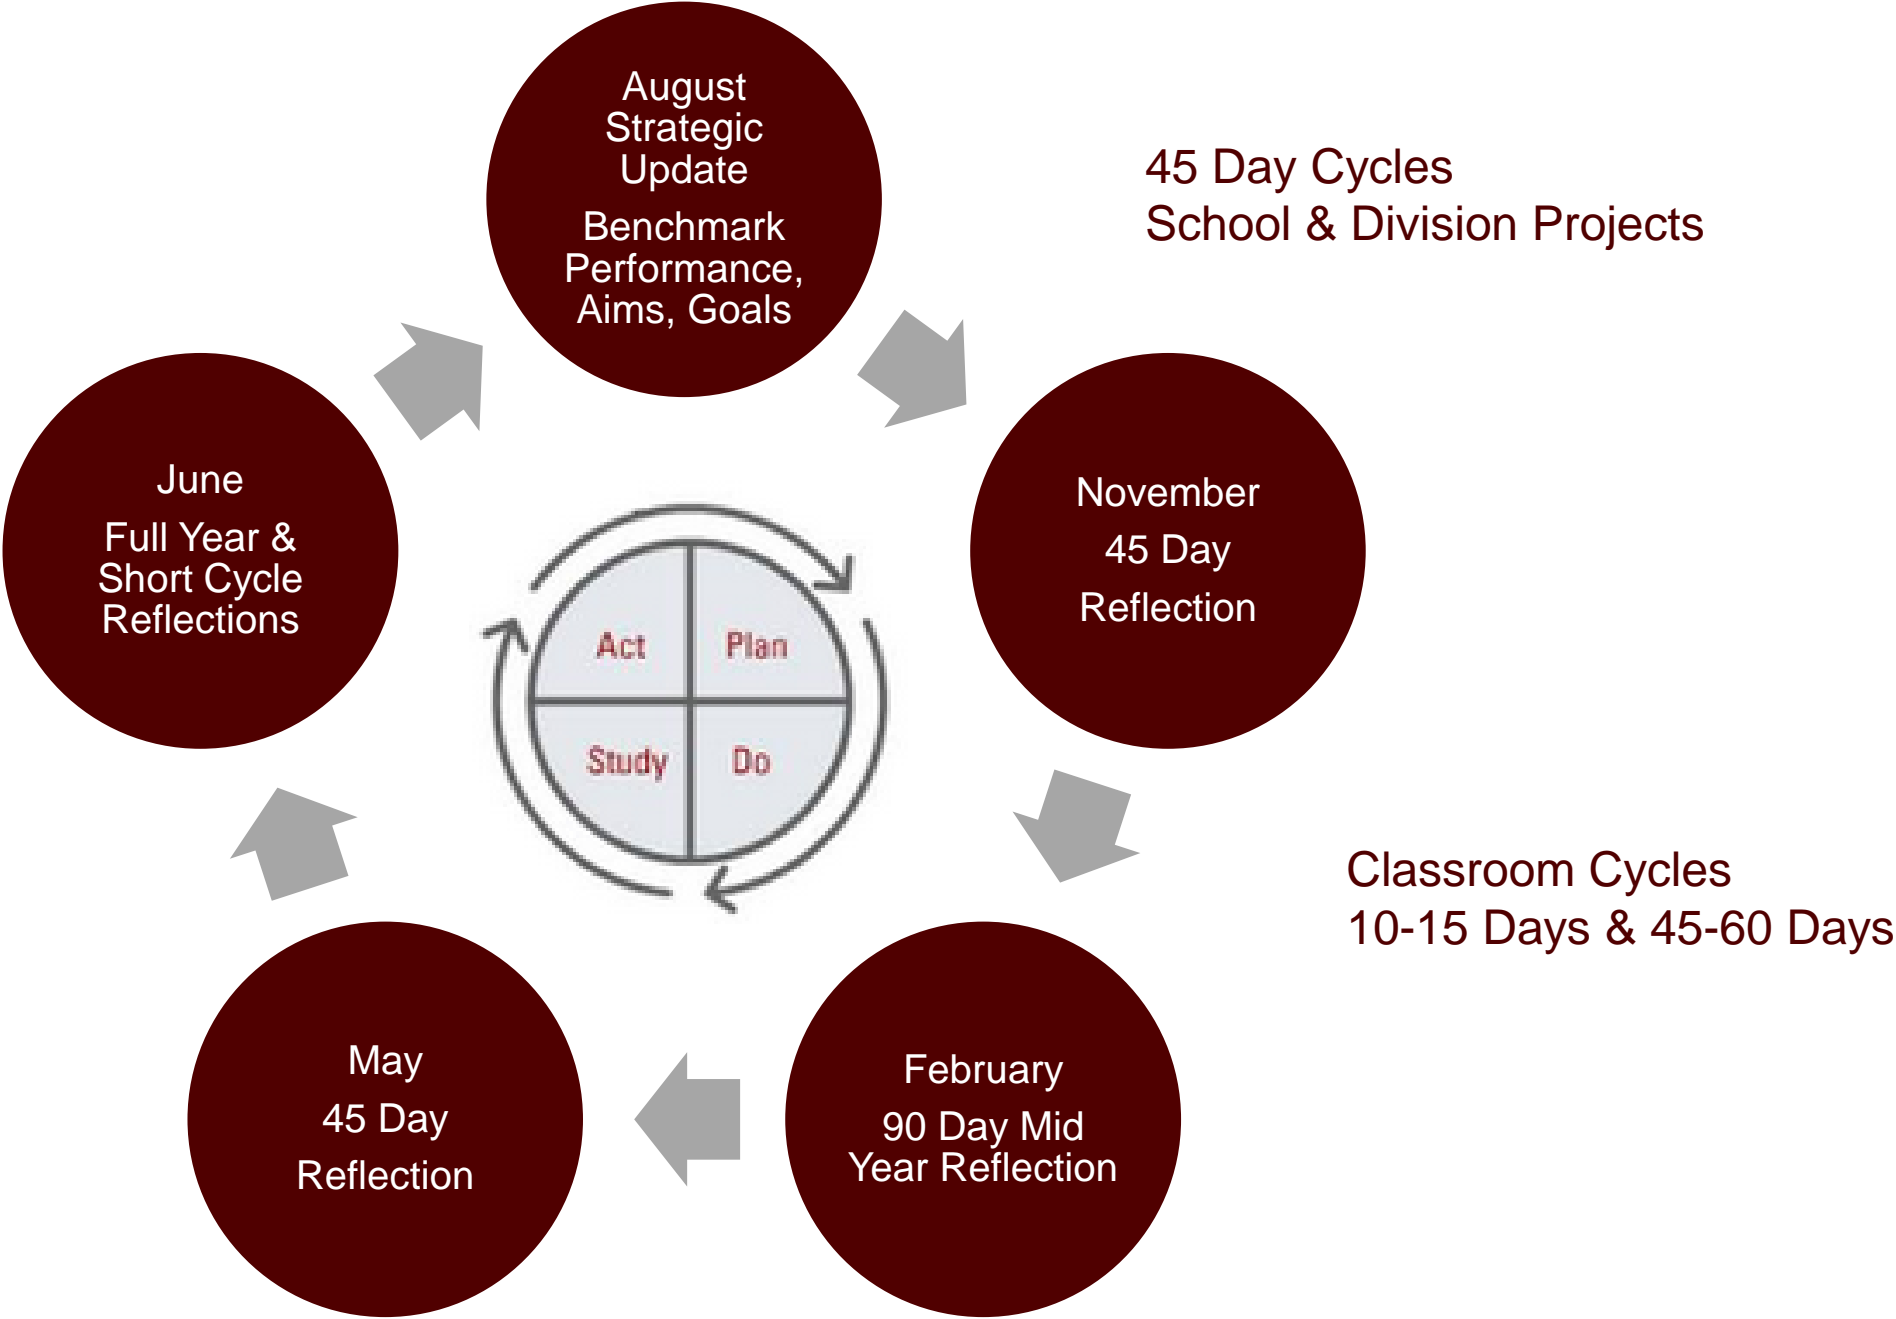 August
Strategic
Update
Benchmark
Performance,
Aims, Goals
45 Day Cycles
School & Division Projects
November
45 Day
Reflection
Classroom Cycles
10-15 Days & 45-60 Days
February
90 Day Mid
Year Reflection
May
45 Day
Reflection
June
Full Year &
Short Cycle
Reflections
Act
Plan
Study
Do